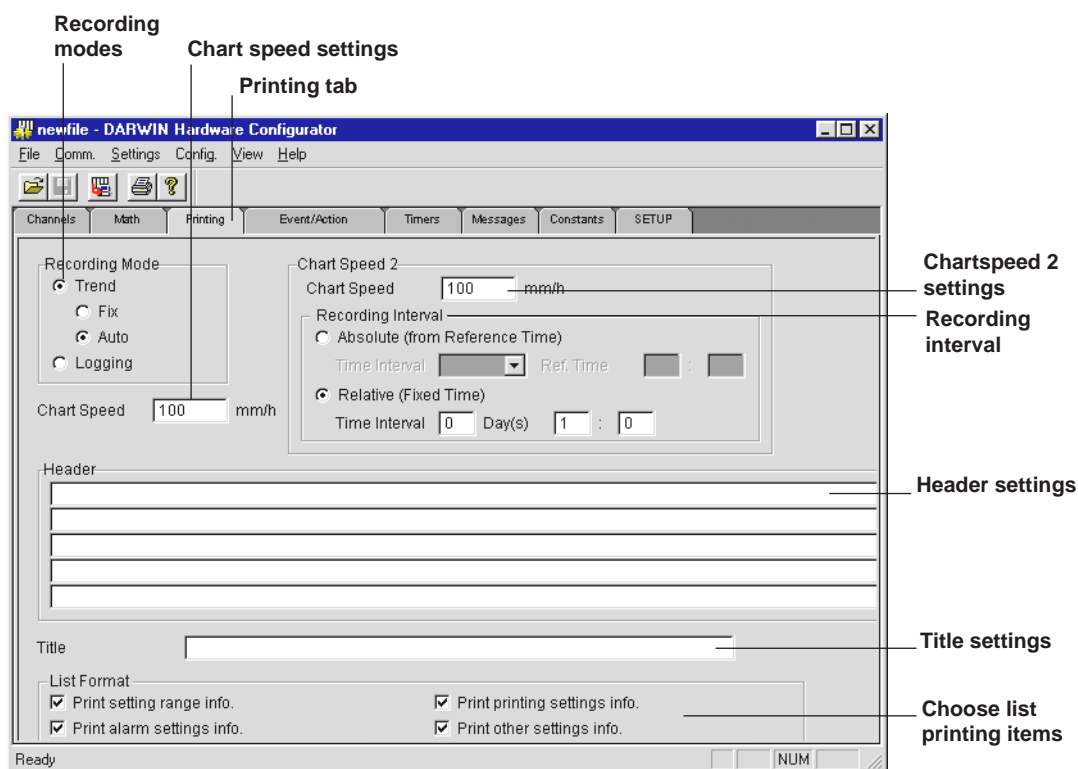 Recording
modes
Chart speed settings
Printing tab
newfile - DARWIN Hardware Configurator
File Comm. Settings Config. View Help
Channels Math Printing Event/Action Timers Messages Constants SETUP
Recording Mode
Trend
Fix
Auto
Logging
Chart Speed 100 mm/h
Chart Speed 2
Chart Speed 100 mm/h
Recording Interval
Absolute (from Reference Time)
Time Interval Ref. Time :
Relative (Fixed Time)
Time Interval 0 Day(s) 1 : 0
Chartspeed 2
settings
Recording
interval
Header
Header settings
Title
Title settings
List Format
Print setting range info. Print printing settings info.
Print alarm settings info. Print other settings info.
Choose list
printing items
Ready NUM